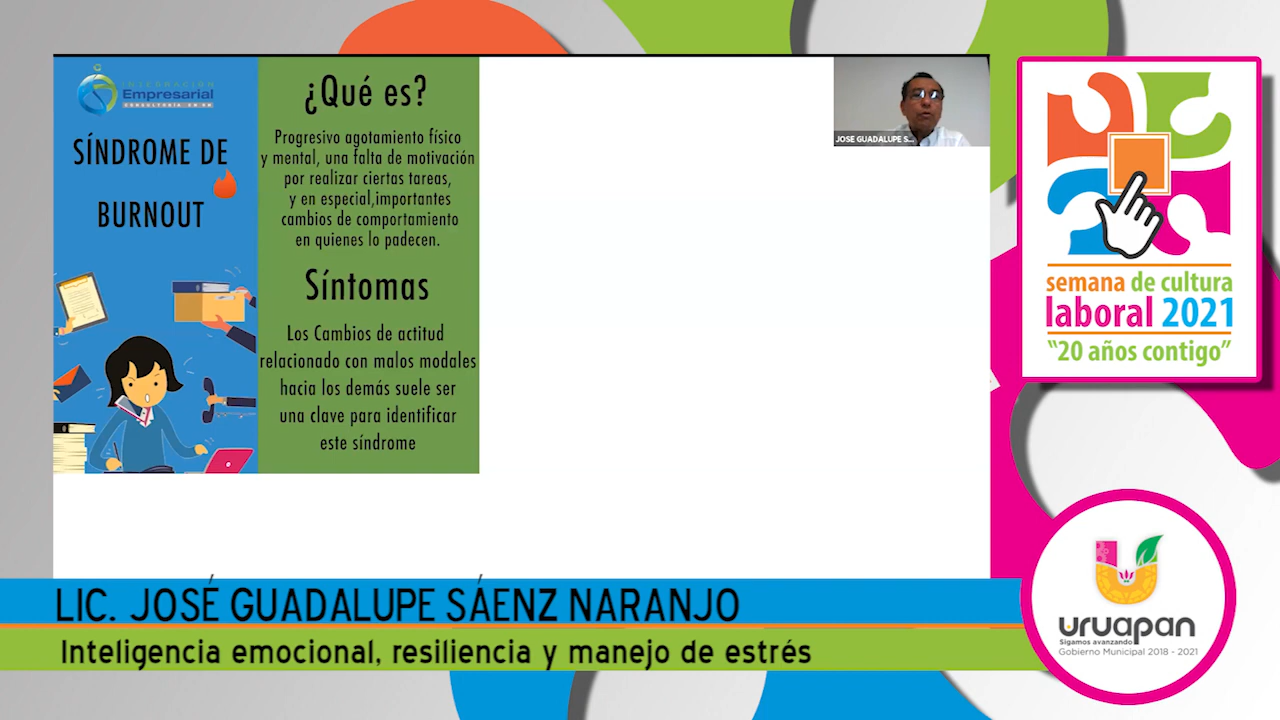 INTEGRACIÓN
Empresarial
CONSULTORÍA EN RH
SÍNDROME DE
BURNOUT
¿Qué es?
Progresivo agotamiento físico
y mental, una falta de motivación
por realizar ciertas tareas,
y en especial,importantes
cambios de comportamiento
en quienes lo padecen.
Síntomas
Los Cambios de actitud
relacionado con malos modales
hacia los demás suele ser
una clave para identificar
este síndrome
JOSE GUADALUPE S...
semana de cultura
laboral 2021
"20 años contigo"
LIC. JOSÉ GUADALUPE SÁENZ NARANJO
Inteligencia emocional, resiliencia y manejo de estrés
uruapan
Sigamos avanzando
Gobierno Municipal 2018 - 2021